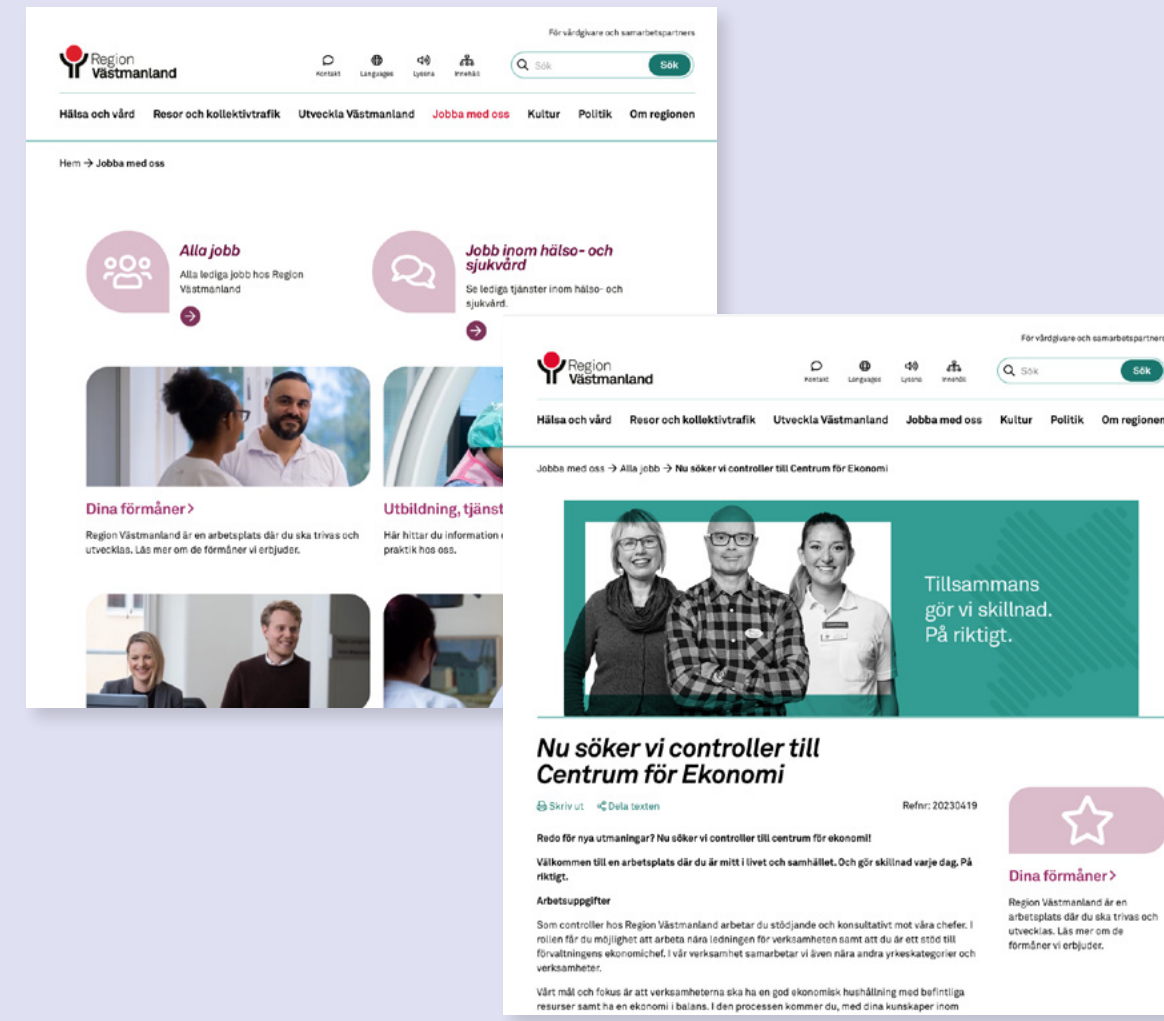 För vårdgivare och samarbetspartners
Region
Västmanland
Kontakt Languages Lyssna Innehåll
Sök Sök
Hälsa och vård Resor och kollektivtrafik Utveckla Västmanland Jobba med oss Kultur Politik Om regionen
Hem → Jobba med oss
Alla jobb
Alla lediga jobb hos Region
Västmanland
Jobb inom hälso- och
sjukvård
Se lediga tjänster inom hälso- och
sjukvård.
Dina förmåner>
Region Västmanland är en arbetsplats där du ska trivas och
utvecklas. Läs mer om de förmåner vi erbjuder.
Utbildning, tjänst
Här hittar du information
praktik hos oss.
För vårdgivare och samarbetspartners
Region
Västmanland
Kontakt Languages Lyssna Innehåll
Sök Sök
Hälsa och vård Resor och kollektivtrafik Utveckla Västmanland Jobba med oss Kultur Politik Om regionen
Jobba med oss → Alla jobb → Nu söker vi controller till Centrum för Ekonomi
Tillsammans
gör vi skillnad.
På riktigt.
Nu söker vi controller till
Centrum för Ekonomi
Skriv ut Dela texten Refnr: 20230419
Redo för nya utmaningar? Nu söker vi controller till centrum för ekonomi!
Välkommen till en arbetsplats där du är mitt i livet och samhället. Och gör skillnad varje dag. På
riktigt.
Arbetsuppgifter
Som controller hos Region Västmanland arbetar du stödjande och konsultativt mot våra chefer. I
rollen får du möjlighet att arbeta nära ledningen för verksamheten samt att du är ett stöd till
förvaltningens ekonomichef. I vår verksamhet samarbetar vi även nära andra yrkeskategorier och
verksamheter.
Vårt mål och fokus är att verksamheterna ska ha en god ekonomisk hushållning med befintliga
resurser samt ha en ekonomi i balans. I den processen kommer du, med dina kunskaper inom
Dina förmåner>
Region Västmanland är en
arbetsplats där du ska trivas och
utvecklas. Läs mer om de
förmåner vi erbjuder.